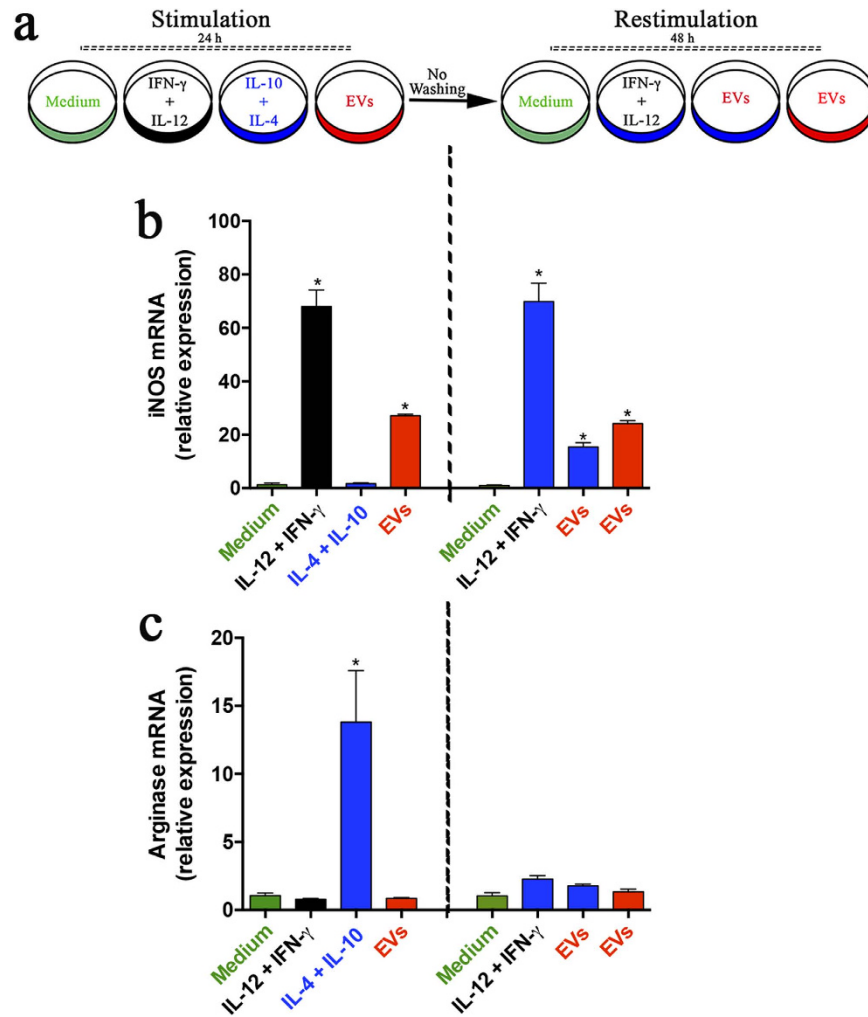 a
Stimulation
24 h
Restimulation
48 h
Medium
IFN-γ
+
IL-12
IL-10
+
IL-4
EVs
No
Washing
Medium
IFN-γ
+
IL-12
EVs
EVs
b
iNOS mRNA
(relative expression)
100
80
60
40
20
0
*
*
*
*
*
Medium
IL-12 + IFN-γ
IL-4 + IL-10
EVs
Medium
IL-12 + IFN-γ
EVs
EVs
c
Arginase mRNA
(relative expression)
20
15
10
5
0
*
Medium
IL-12 + IFN-γ
IL-4 + IL-10
EVs
Medium
IL-12 + IFN-γ
EVs
EVs